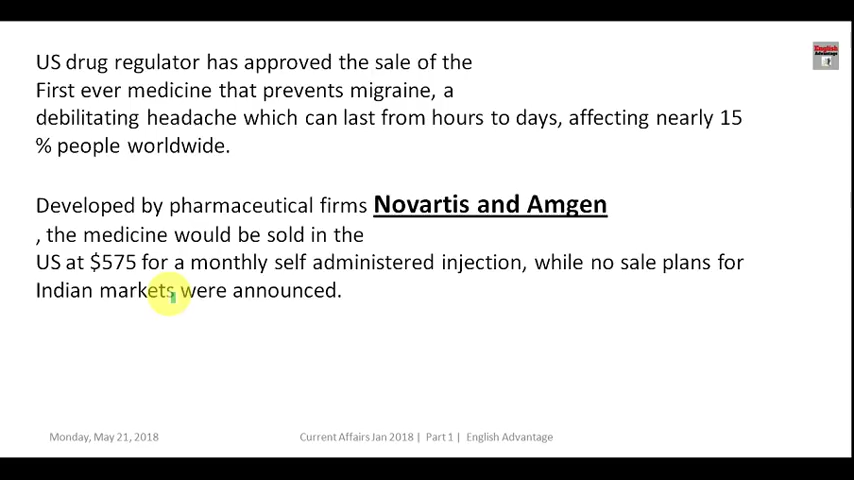 English
Advantage
US drug regulator has approved the sale of the
First ever medicine that prevents migraine, a
debilitating headache which can last from hours to days, affecting nearly 15
% people worldwide.
Developed by pharmaceutical firms Novartis and Amgen
, the medicine would be sold in the
US at $575 for a monthly self administered injection, while no sale plans for
Indian markets were announced.
Monday, May 21, 2018
Current Affairs Jan 2018 | Part 1 | English Advantage